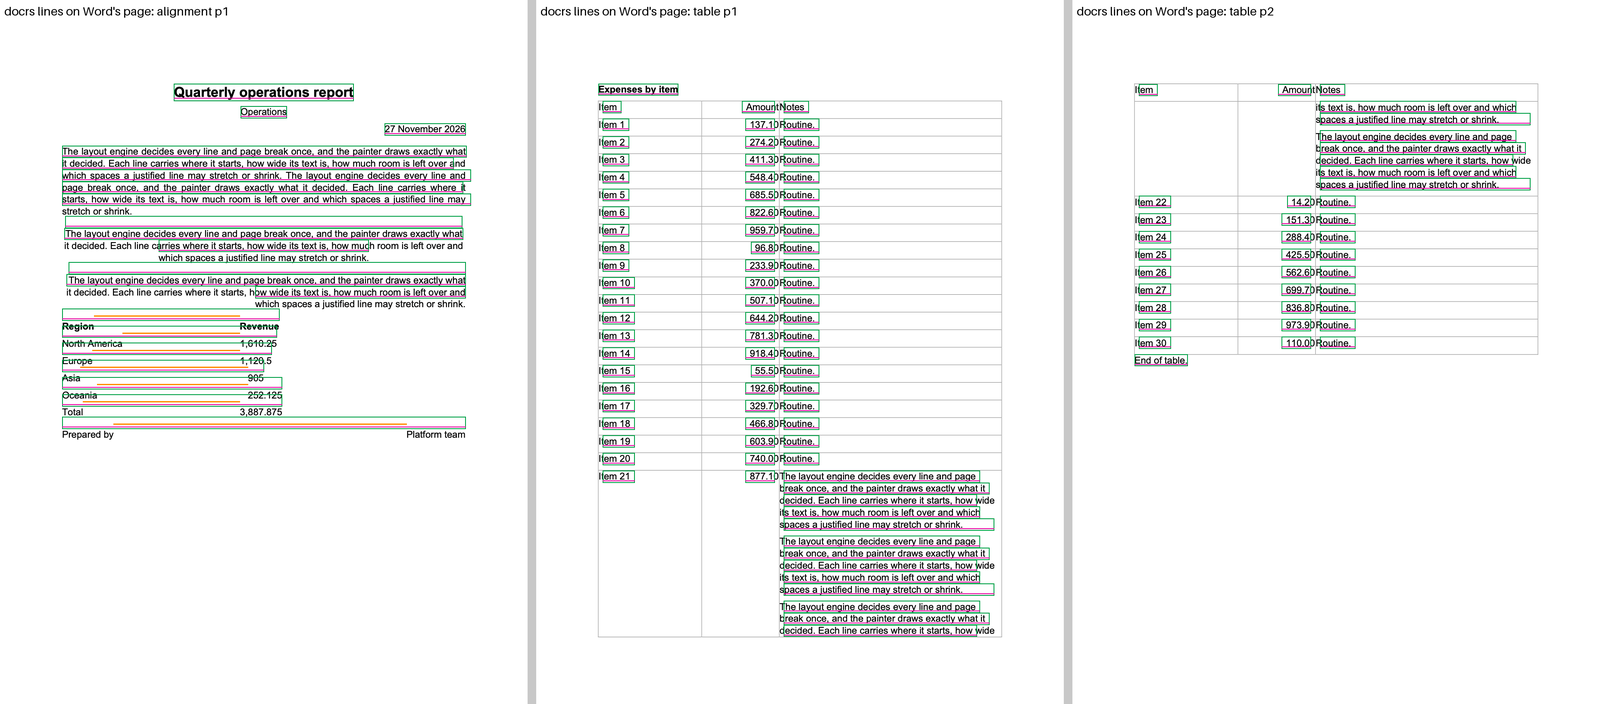 docrs lines on Word's page: alignment p1
Quarterly operations report
Operations
27 November 2026
The layout engine decides every line and page break once, and the painter draws exactly what
it decided. Each line carries where it starts, how wide its text is, how much room is left over and
which spaces a justified line may stretch or shrink. The layout engine decides every line and
page break once, and the painter draws exactly what it decided. Each line carries where it
starts, how wide its text is, how much room is left over and which spaces a justified line may
stretch or shrink.
The layout engine decides every line and page break once, and the painter draws exactly what
it decided. Each line carries where it starts, how wide its text is, how much room is left over and
which spaces a justified line may stretch or shrink.
The layout engine decides every line and page break once, and the painter draws exactly what
it decided. Each line carries where it starts, how wide its text is, how much room is left over and
which spaces a justified line may stretch or shrink.
Region Revenue
North America 1,610.25
Europe 1,120.5
Asia 905
Oceania 252.125
Total 3,887.875
Prepared by Platform team
docrs lines on Word's page: table p1
Expenses by item
Item Amount Notes
Item 1 137.10 Routine.
Item 2 274.20 Routine.
Item 3 411.30 Routine.
Item 4 548.40 Routine.
Item 5 685.50 Routine.
Item 6 822.60 Routine.
Item 7 959.70 Routine.
Item 8 96.80 Routine.
Item 9 233.90 Routine.
Item 10 370.00 Routine.
Item 11 507.10 Routine.
Item 12 644.20 Routine.
Item 13 781.30 Routine.
Item 14 918.40 Routine.
Item 15 55.50 Routine.
Item 16 192.60 Routine.
Item 17 329.70 Routine.
Item 18 466.80 Routine.
Item 19 603.90 Routine.
Item 20 740.00 Routine.
Item 21 877.10 The layout engine decides every line and page
break once, and the painter draws exactly what it
decided. Each line carries where it starts, how wide
its text is, how much room is left over and which
spaces a justified line may stretch or shrink.
The layout engine decides every line and page
break once, and the painter draws exactly what it
decided. Each line carries where it starts, how wide
its text is, how much room is left over and which
spaces a justified line may stretch or shrink.
The layout engine decides every line and page
break once, and the painter draws exactly what it
decided. Each line carries where it starts, how wide
docrs lines on Word's page: table p2
Item Amount Notes
its text is, how much room is left over and which
spaces a justified line may stretch or shrink.
The layout engine decides every line and page
break once, and the painter draws exactly what it
decided. Each line carries where it starts, how wide
its text is, how much room is left over and which
spaces a justified line may stretch or shrink.
Item 22 14.20 Routine.
Item 23 151.30 Routine.
Item 24 288.40 Routine.
Item 25 425.50 Routine.
Item 26 562.60 Routine.
Item 27 699.70 Routine.
Item 28 836.80 Routine.
Item 29 973.90 Routine.
Item 30 110.00 Routine.
End of table.